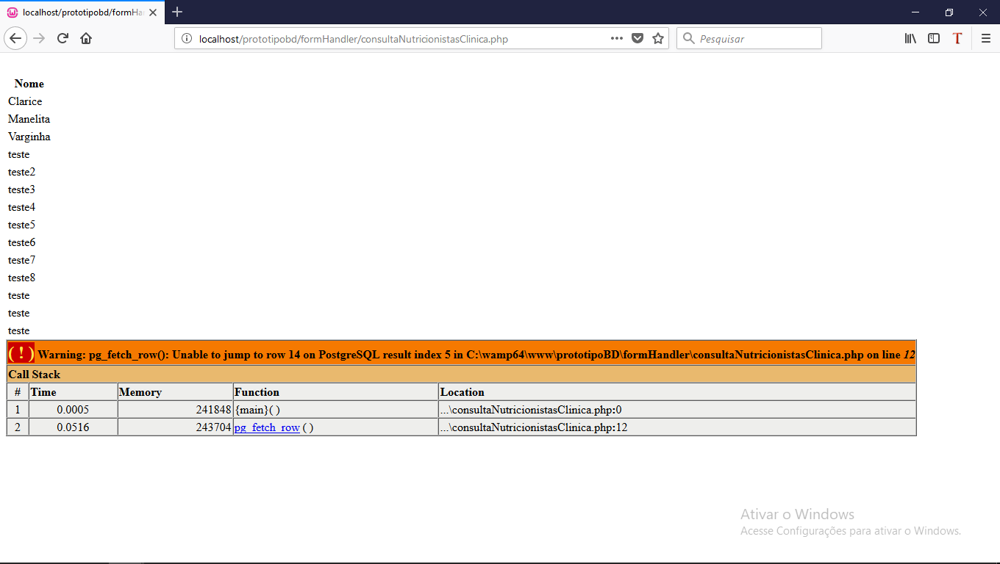 localhost/prototipobd/formHa
localhost/prototipobd/formHandler/consultaNutricionistasClinica.php
Pesquisar
Nome
Clarice
Manelita
Varginha
teste
teste2
teste3
teste4
teste5
teste6
teste7
teste8
teste
teste
teste
( ! ) Warning: pg_fetch_row(): Unable to jump to row 14 on PostgreSQL result index 5 in C:\wamp64\www\prototipoBD\formHandler\consultaNutricionistasClinica.php on line 12
Call Stack
# Time Memory Function Location
1 0.0005 241848 {main}( ) ...\consultaNutricionistasClinica.php:0
2 0.0516 243704 pg_fetch_row ( ) ...\consultaNutricionistasClinica.php:12
Ativar o Windows
Acesse Configurações para ativar o Windows.